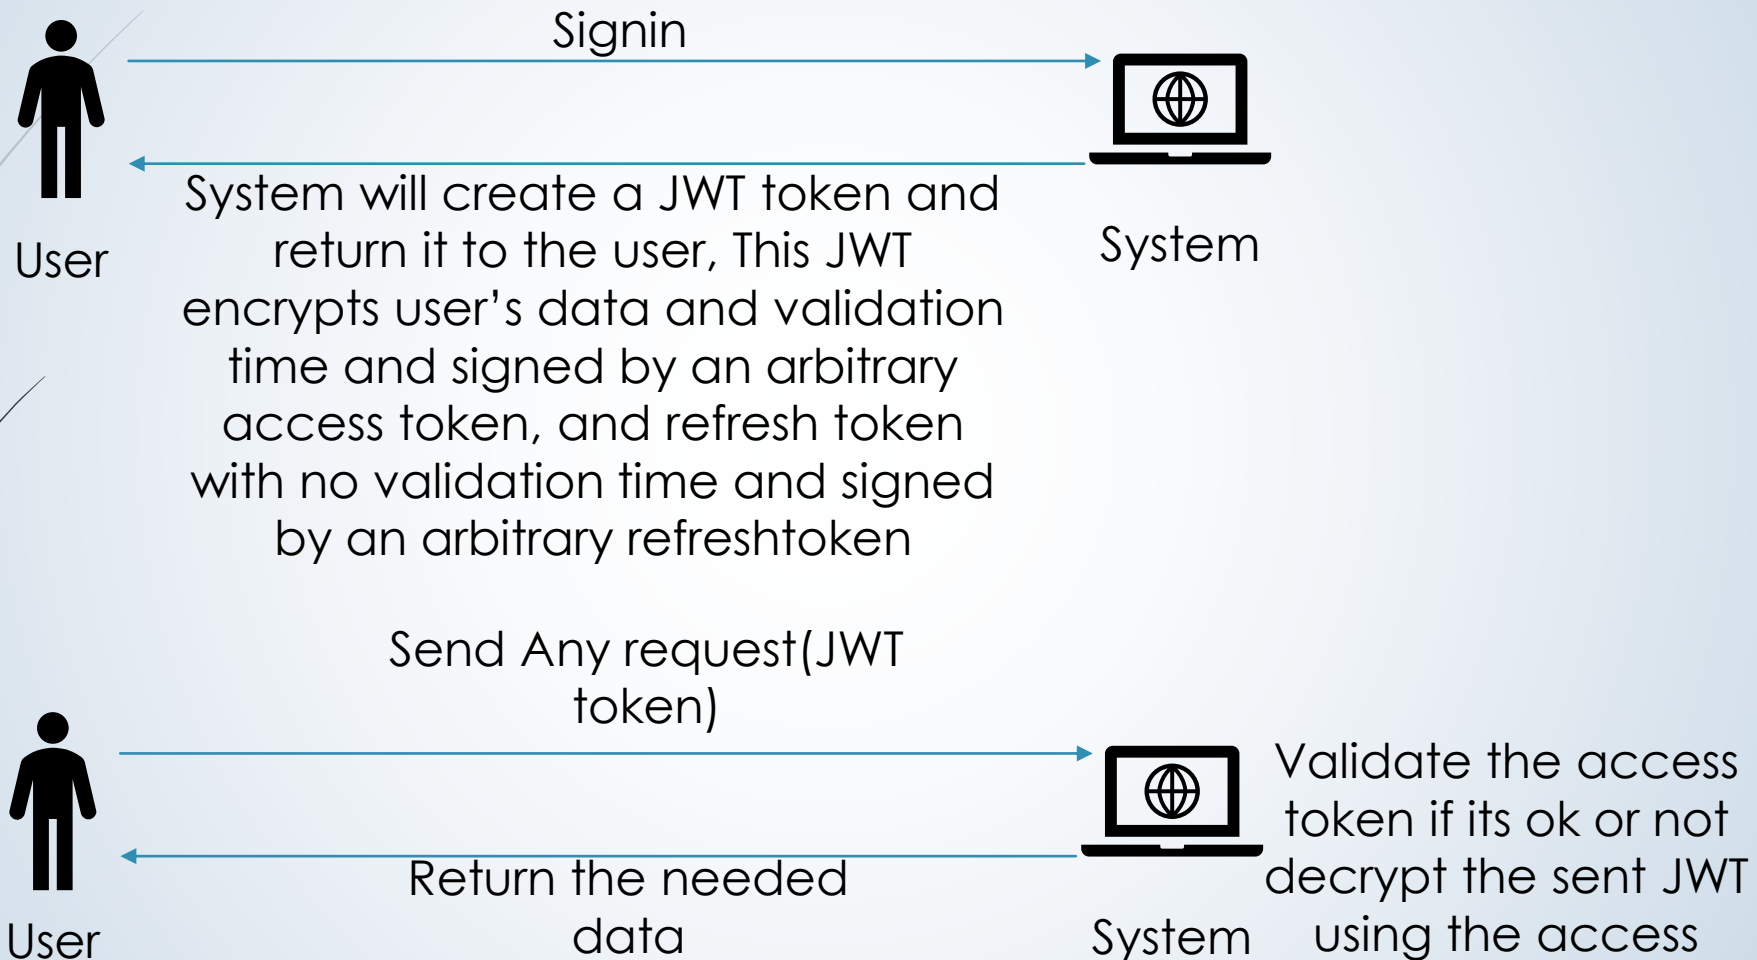 Signin
System will create a JWT token and
return it to the user, This JWT
encrypts user’s data and validation
time and signed by an arbitrary
access token, and refresh token
with no validation time and signed
by an arbitrary refreshtoken
User
System
Send Any request(JWT
token)
Return the needed
data
User
System
Validate the access
token if its ok or not
decrypt the sent JWT
using the access